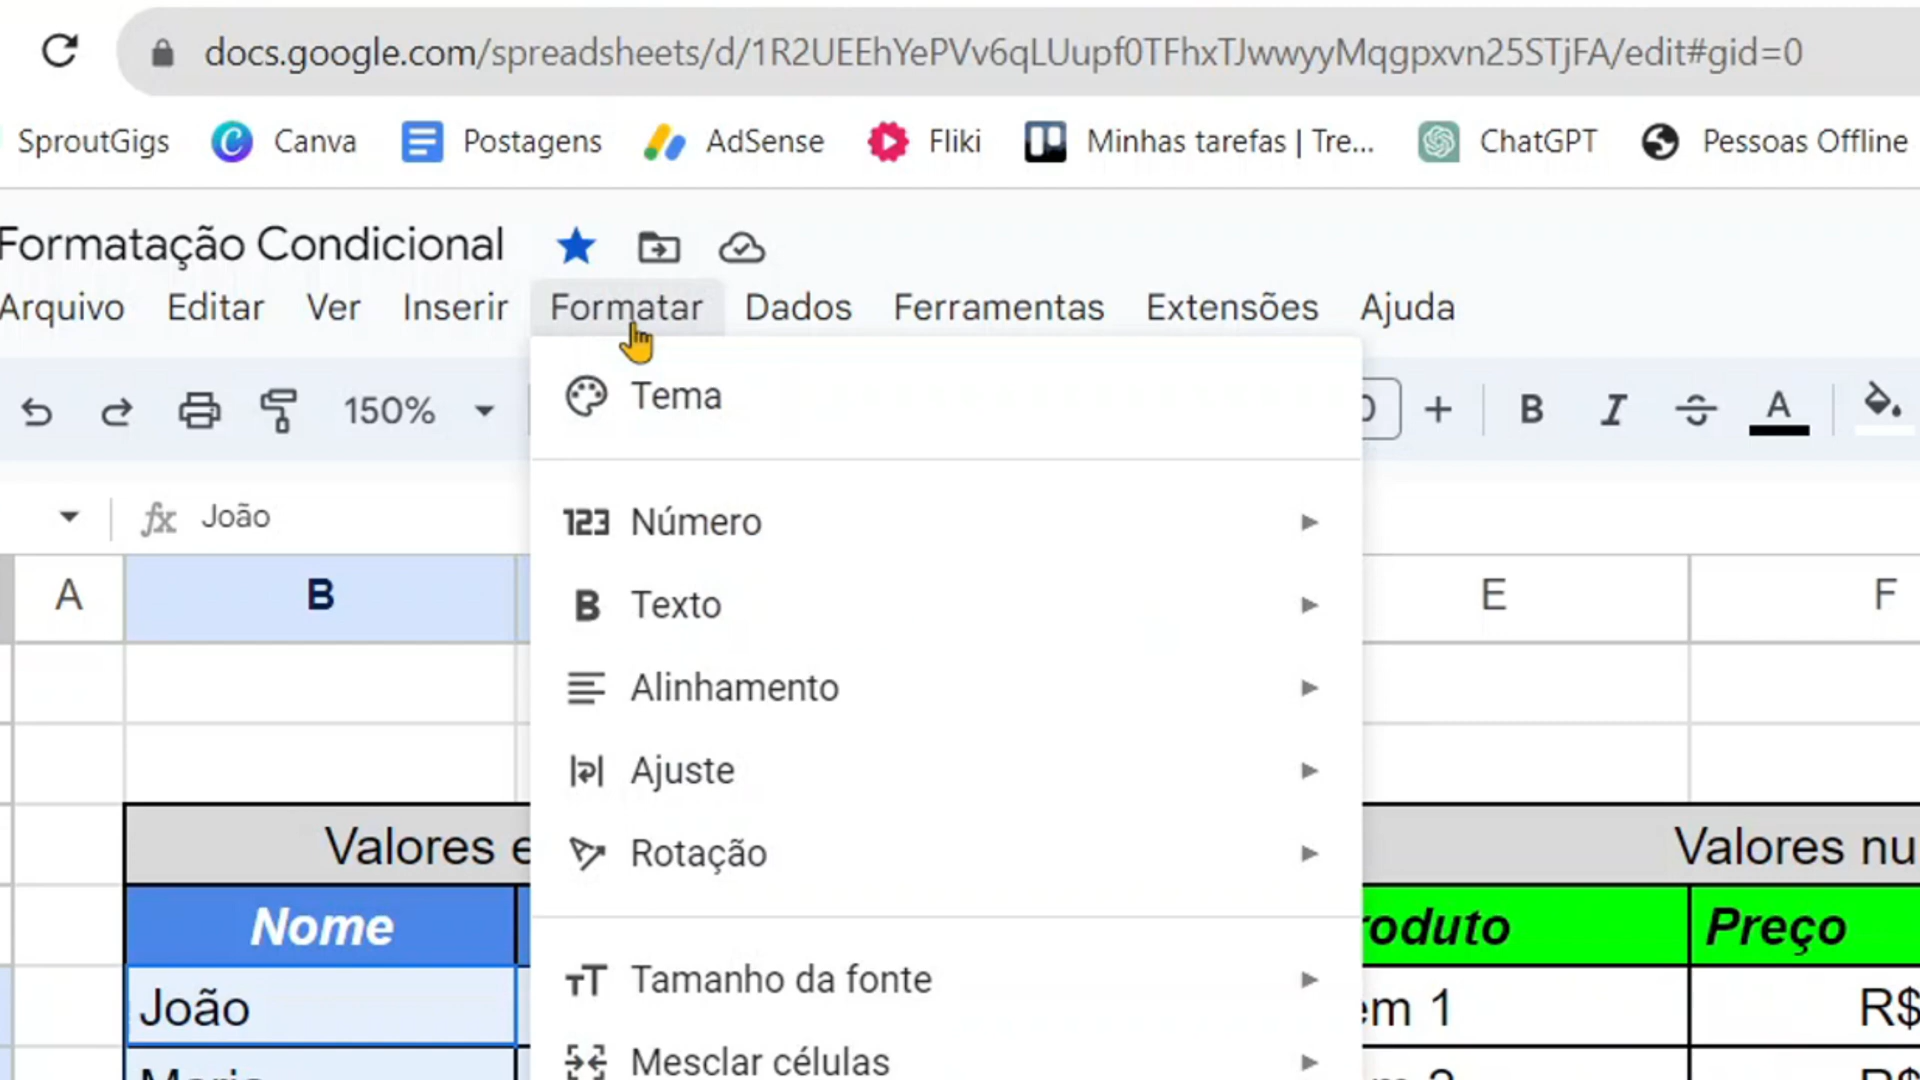 docs.google.com/spreadsheets/d/1R2UEEhYePVv6qLUupf0TFhxTJwwyyMqgpxvn25STjFA/edit#gid=0
SproutGigs Canva Postagens AdSense Fliki Minhas tarefas | Tre... ChatGPT Pessoas Offline
Formatação Condicional
Arquivo Editar Ver Inserir Formatar Dados Ferramentas Extensões Ajuda
150% 0 + B I S A
fx João
A B E F
Tema
123 Número
B Texto
Alinhamento
Ajuste
Rotação
Tamanho da fonte
Mesclar células
Valores e Valores nu
Nome roduto Preço
João em 1 R$